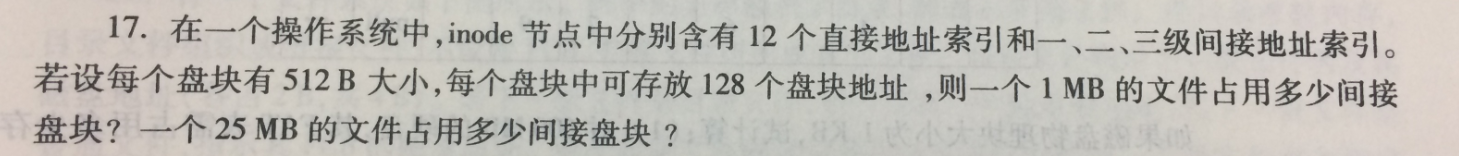 17. 在一个操作系统中,inode 节点中分别含有 12 个直接地址索引和一、二、三级间接地址索引。
若设每个盘块有 512 B 大小,每个盘块中可存放 128 个盘块地址 ,则一个 1 MB 的文件占用多少间接
盘块? 一个 25 MB 的文件占用多少间接盘块 ?